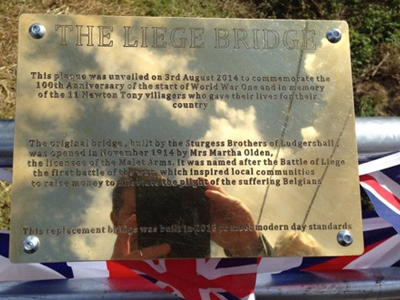 THE LIEGE BRIDGE
This plaque was unveiled on 3rd August 2014 to commemorate the
100th Anniversary of the start of World War One and in memory
of the 11 Newton Tony villagers who gave their lives for their
country
The original bridge, built by the Sturgess Brothers of Ludgershall,
was opened in November 1914 by Mrs Martha Olden,
the licensee of the Malet Arms. It was named after the Battle of Liege
the first battle of the war, which inspired local communities
to raise money to alleviate the plight of the suffering Belgians
This replacement bridge was built in to meet modern day standards